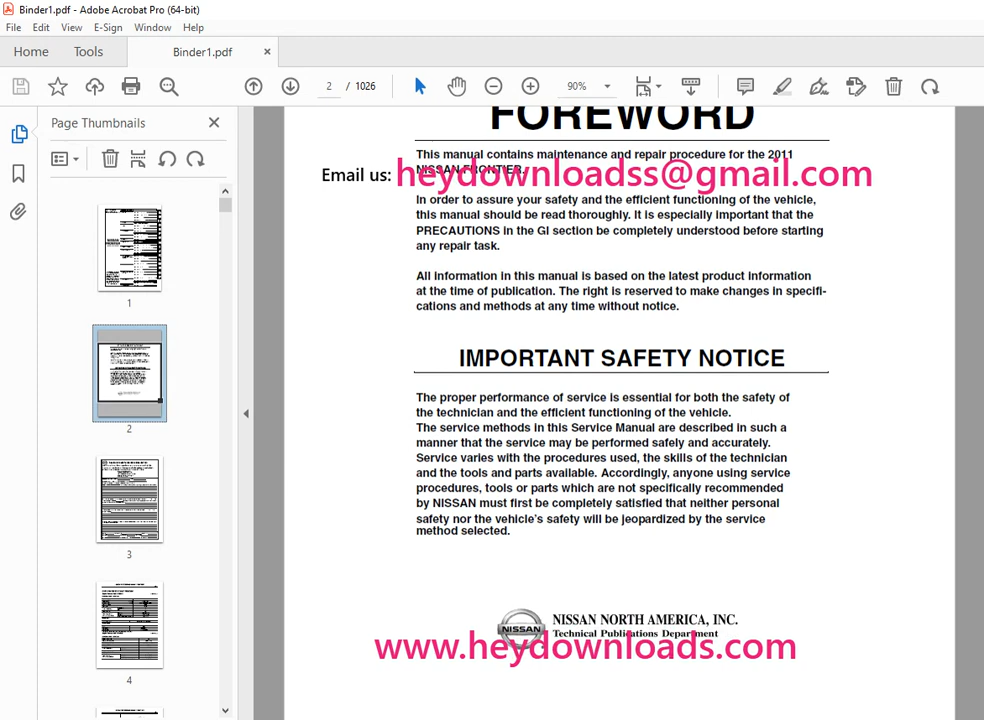 Binder1.pdf - Adobe Acrobat Pro (64-bit)
File Edit View E-Sign Window Help
Home Tools Binder1.pdf ×
2 / 1026 90%
Page Thumbnails
1
2
3
4
FOREWORD
This manual contains maintenance and repair procedure for the 2011
NISSAN FRONTIER.
Email us: heydownloadss@gmail.com
In order to assure your safety and the efficient functioning of the vehicle,
this manual should be read thoroughly. It is especially important that the
PRECAUTIONS in the GI section be completely understood before starting
any repair task.
All information in this manual is based on the latest product information
at the time of publication. The right is reserved to make changes in specifi-
cations and methods at any time without notice.
IMPORTANT SAFETY NOTICE
The proper performance of service is essential for both the safety of
the technician and the efficient functioning of the vehicle.
The service methods in this Service Manual are described in such a
manner that the service may be performed safely and accurately.
Service varies with the procedures used, the skills of the technician
and the tools and parts available. Accordingly, anyone using service
procedures, tools or parts which are not specifically recommended
by NISSAN must first be completely satisfied that neither personal
safety nor the vehicle's safety will be jeopardized by the service
method selected.
NISSAN
NISSAN NORTH AMERICA, INC.
Technical Publications Department
www.heydownloads.com